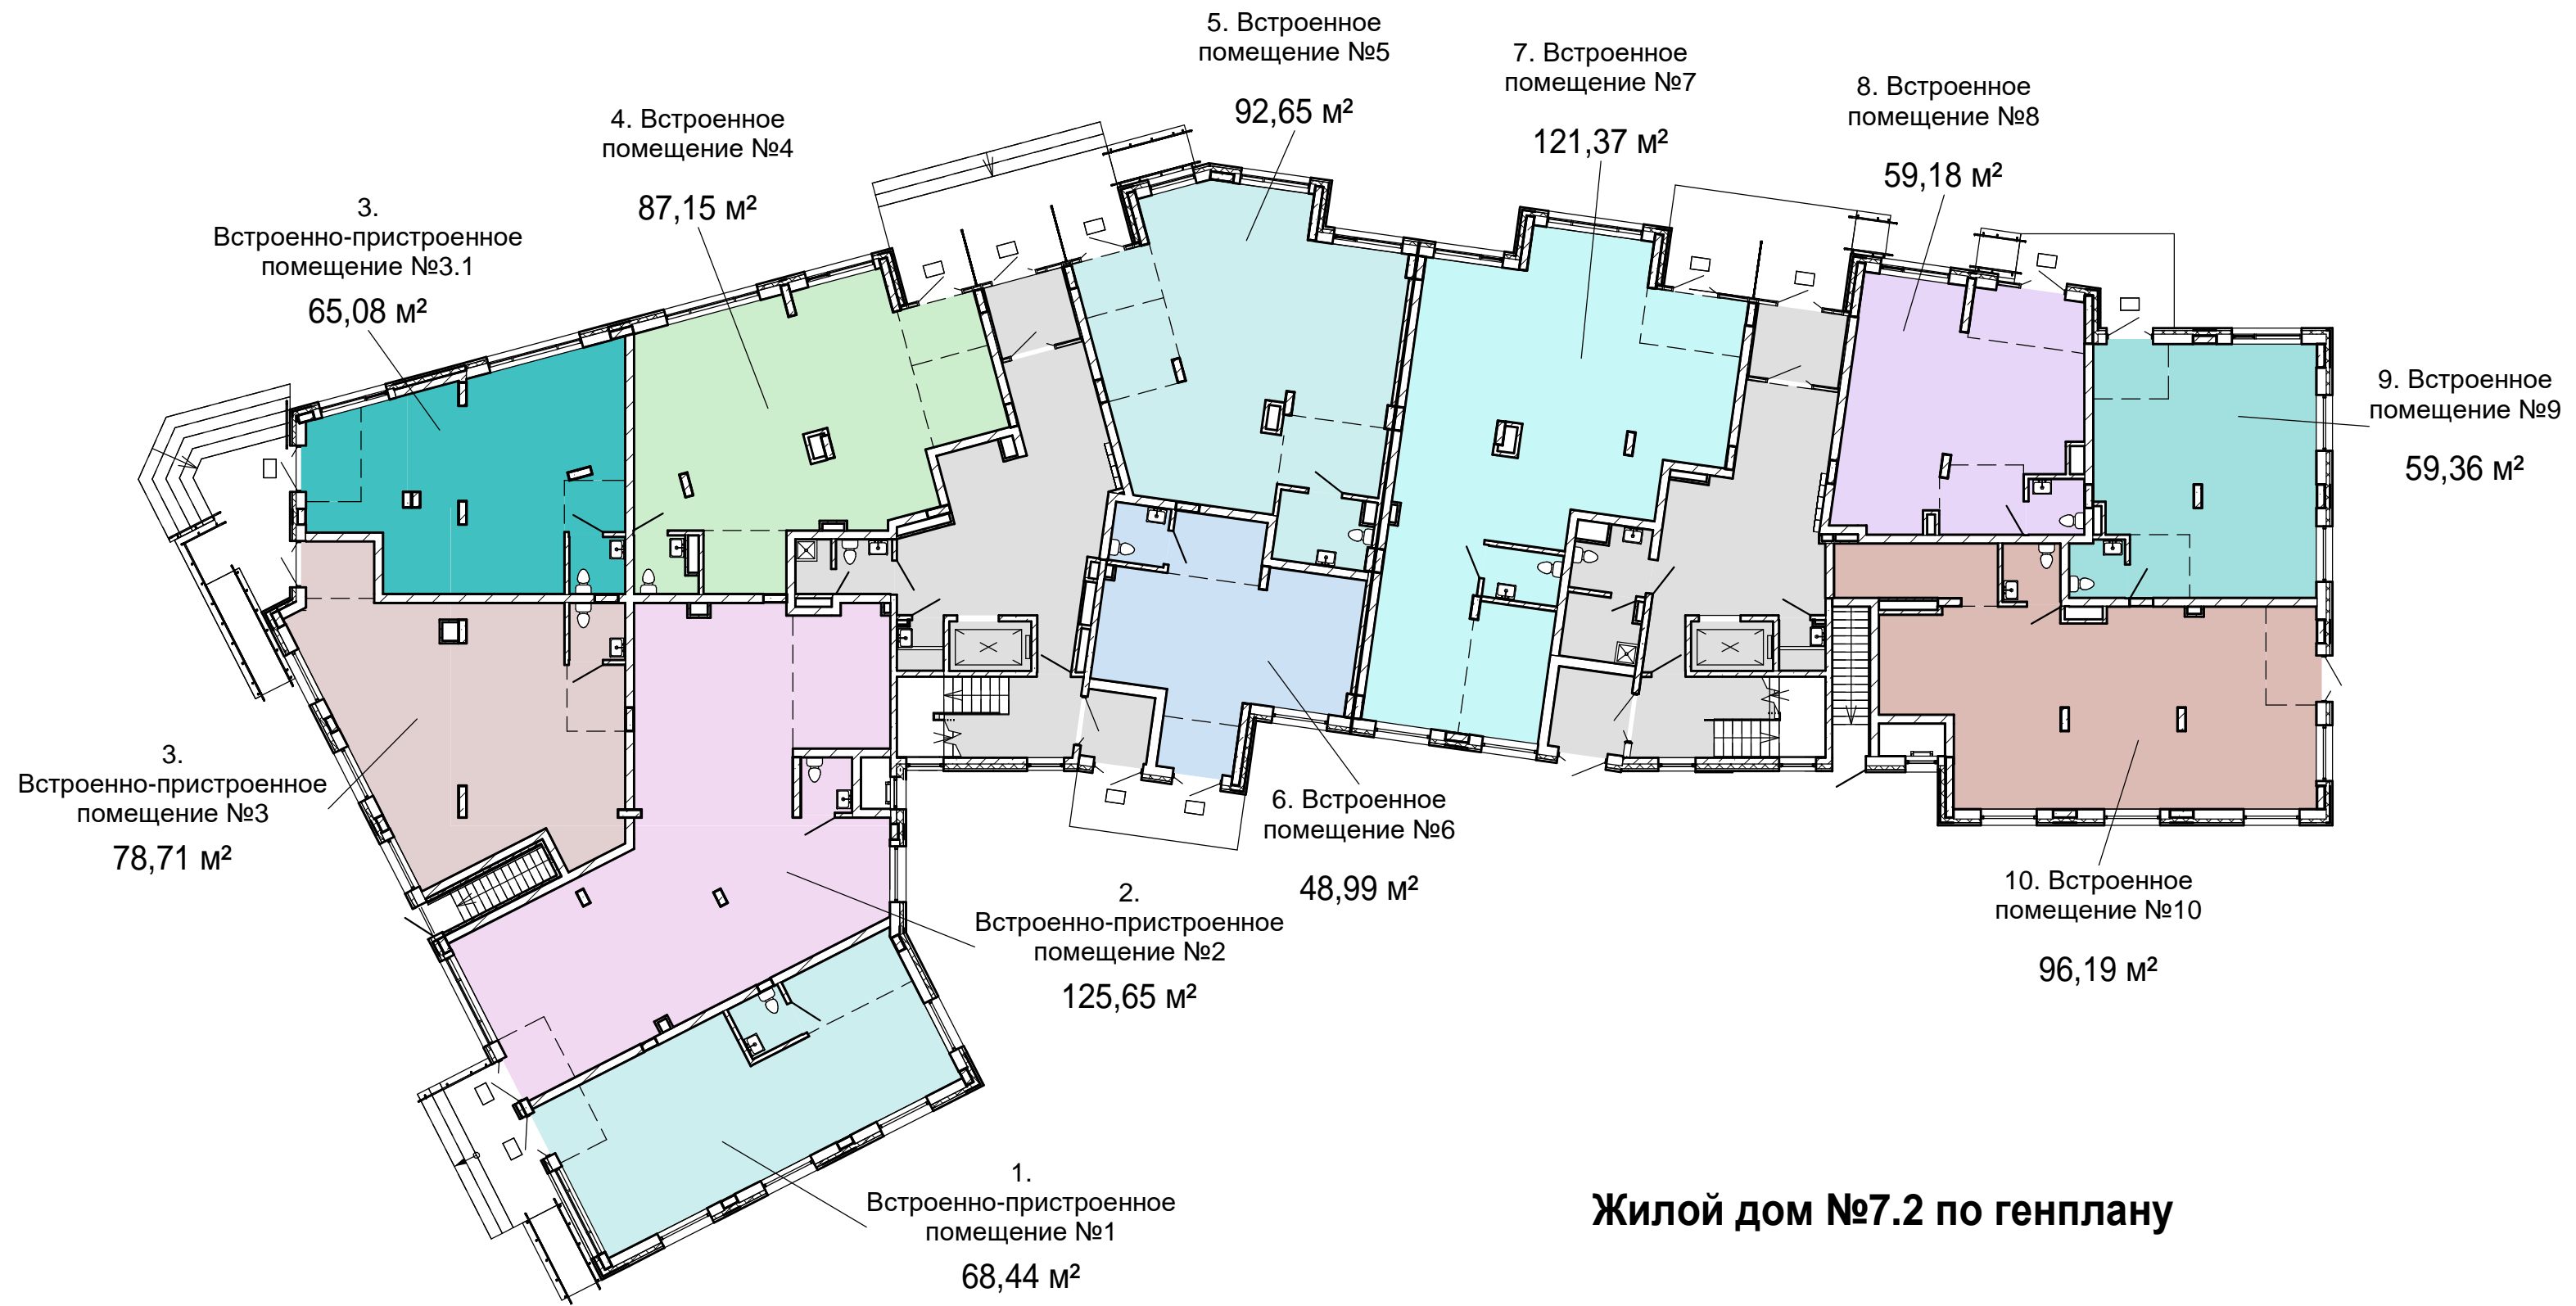 5. Встроенное
помещение №5
92,65 м²
7. Встроенное
помещение №7
121,37 м²
8. Встроенное
помещение №8
59,18 м²
4. Встроенное
помещение №4
87,15 м²
3.
Встроенно-пристроенное
помещение №3.1
65,08 м²
9. Встроенное
помещение №9
59,36 м²
3.
Встроенно-пристроенное
помещение №3
78,71 м²
6. Встроенное
помещение №6
48,99 м²
2.
Встроенно-пристроенное
помещение №2
125,65 м²
10. Встроенное
помещение №10
96,19 м²
1.
Встроенно-пристроенное
помещение №1
68,44 м²
Жилой дом №7.2 по генплану